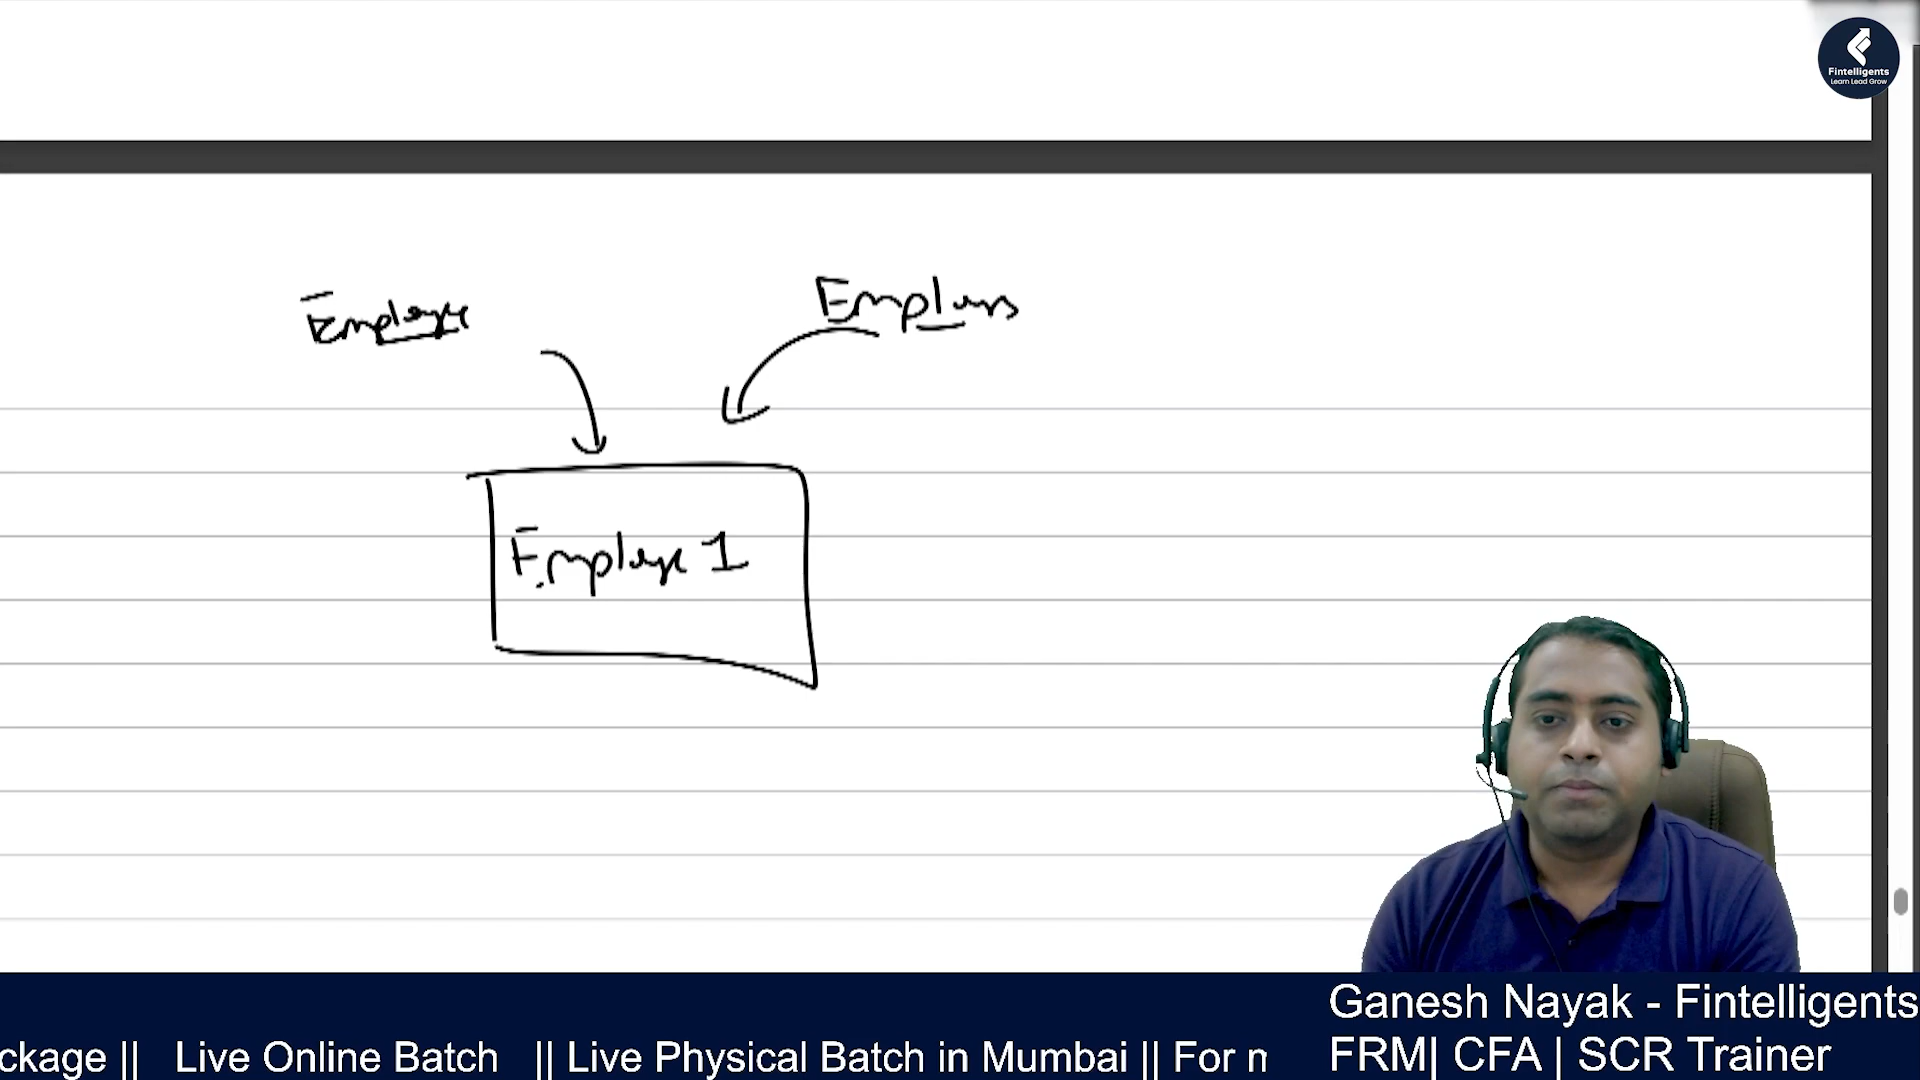 Fintelligents
Learn Lead Grow
Employee
Employers
Employee 1
Ganesh Nayak - Fintelligents
ckage || Live Online Batch || Live Physical Batch in Mumbai || For n
FRM| CFA | SCR Trainer